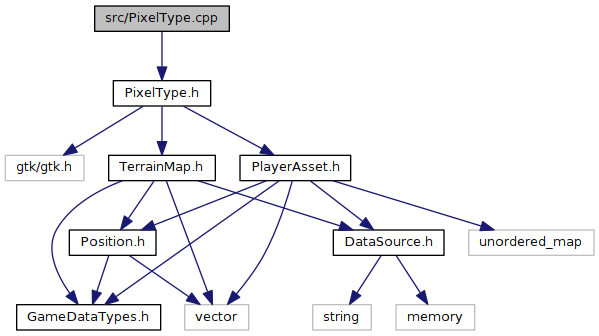 src/PixelType.cpp
PixelType.h
gtk/gtk.h
TerrainMap.h
PlayerAsset.h
Position.h
DataSource.h
unordered_map
GameDataTypes.h
vector
string
memory